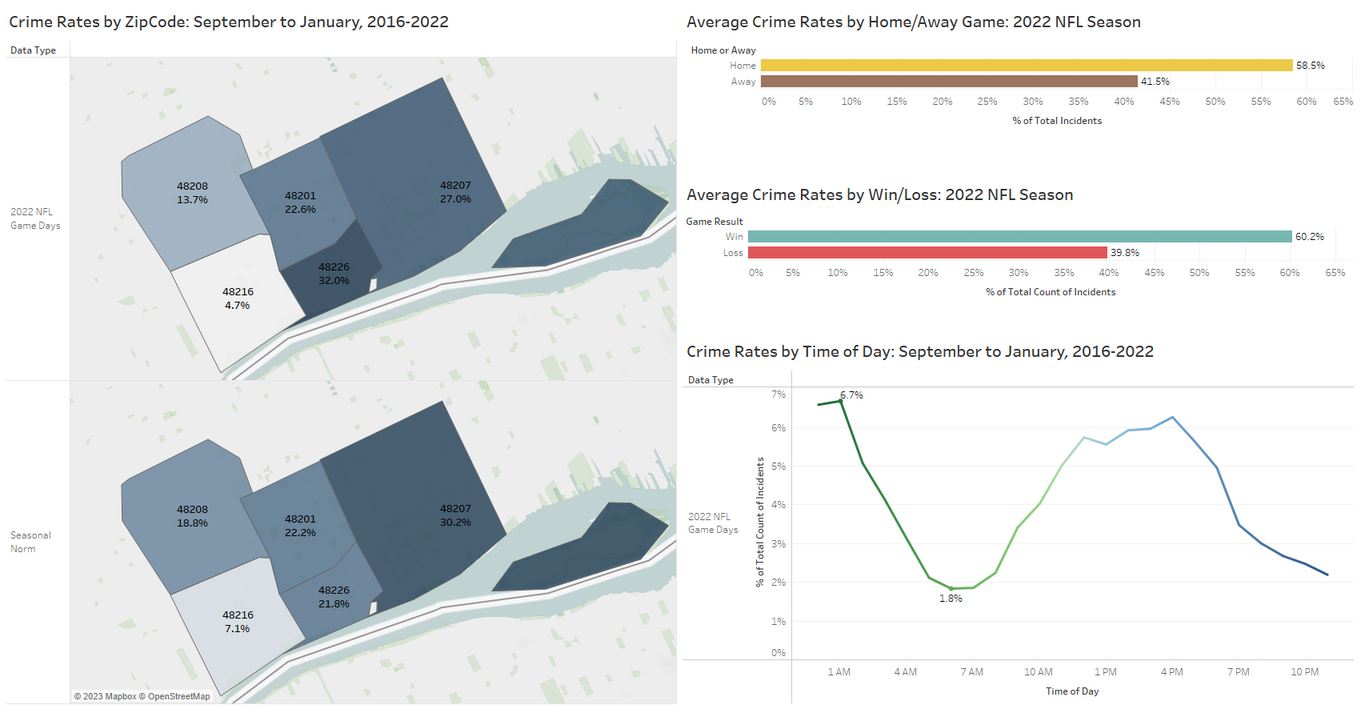 Crime Rates by ZipCode: September to January, 2016-2022
Data Type
2022 NFL
Game Days
48208
13.7%
48201
22.6%
48207
27.0%
48226
32.0%
48216
4.7%
Seasonal
Norm
48208
18.8%
48201
22.2%
48207
30.2%
48226
21.8%
48216
7.1%
© 2023 Mapbox © OpenStreetMap
Average Crime Rates by Home/Away Game: 2022 NFL Season
Home or Away
Home 58.5%
Away 41.5%
0% 5% 10% 15% 20% 25% 30% 35% 40% 45% 50% 55% 60% 65%
% of Total Incidents
Average Crime Rates by Win/Loss: 2022 NFL Season
Game Result
Win 60.2%
Loss 39.8%
0% 5% 10% 15% 20% 25% 30% 35% 40% 45% 50% 55% 60% 65%
% of Total Count of Incidents
Crime Rates by Time of Day: September to January, 2016-2022
Data Type
2022 NFL
Game Days
% of Total Count of Incidents
7%
6%
5%
4%
3%
2%
1%
0%
6.7%
1.8%
1 AM 4 AM 7 AM 10 AM 1 PM 4 PM 7 PM 10 PM
Time of Day